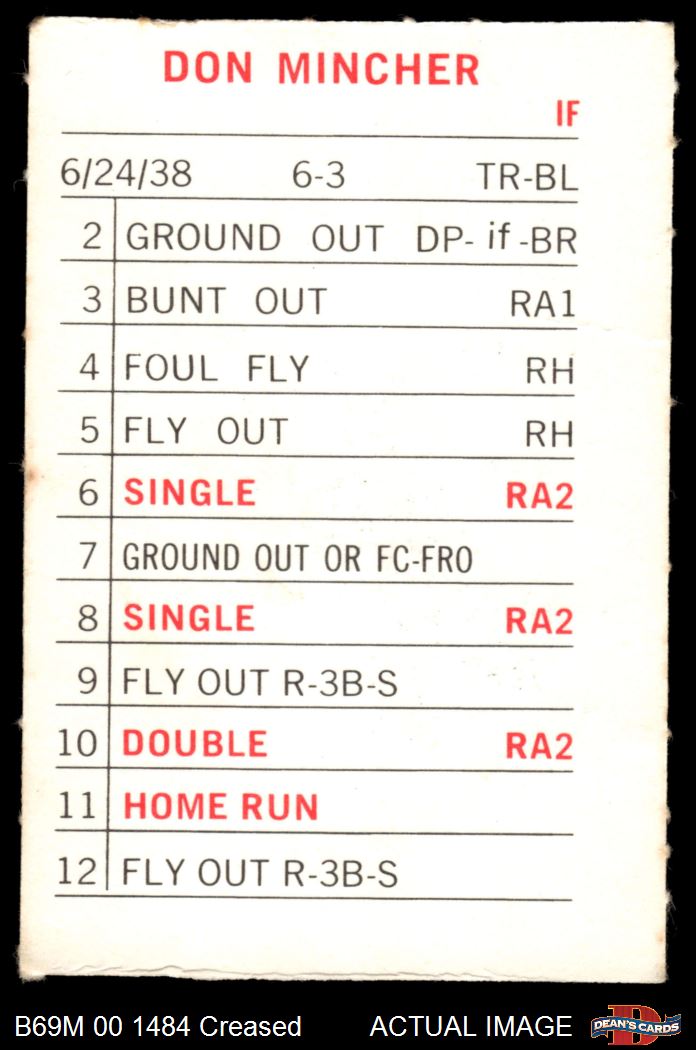 DON MINCHER
IF
6/24/38 6-3 TR-BL
2 GROUND OUT DP- if -BR
3 BUNT OUT RA1
4 FOUL FLY RH
5 FLY OUT RH
6 SINGLE RA2
7 GROUND OUT OR FC-FRO
8 SINGLE RA2
9 FLY OUT R-3B-S
10 DOUBLE RA2
11 HOME RUN
12 FLY OUT R-3B-S
B69M 00 1484 Creased ACTUAL IMAGE D DEAN'S CARDS